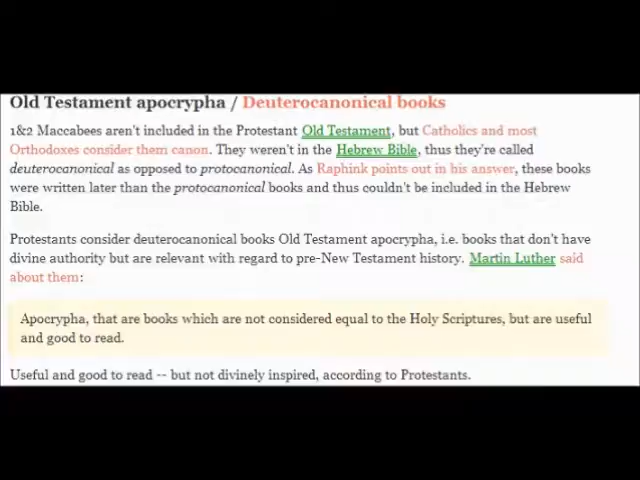 Old Testament apocrypha / Deuterocanonical books
1&2 Maccabees aren't included in the Protestant Old Testament, but Catholics and most
Orthodoxes consider them canon. They weren't in the Hebrew Bible, thus they're called
deuterocanonical as opposed to protocanonical. As Raphink points out in his answer, these books
were written later than the protocanonical books and thus couldn't be included in the Hebrew
Bible.
Protestants consider deuterocanonical books Old Testament apocrypha, i.e. books that don't have
divine authority but are relevant with regard to pre-New Testament history. Martin Luther said
about them:
Apocrypha, that are books which are not considered equal to the Holy Scriptures, but are useful
and good to read.
Useful and good to read -- but not divinely inspired, according to Protestants.